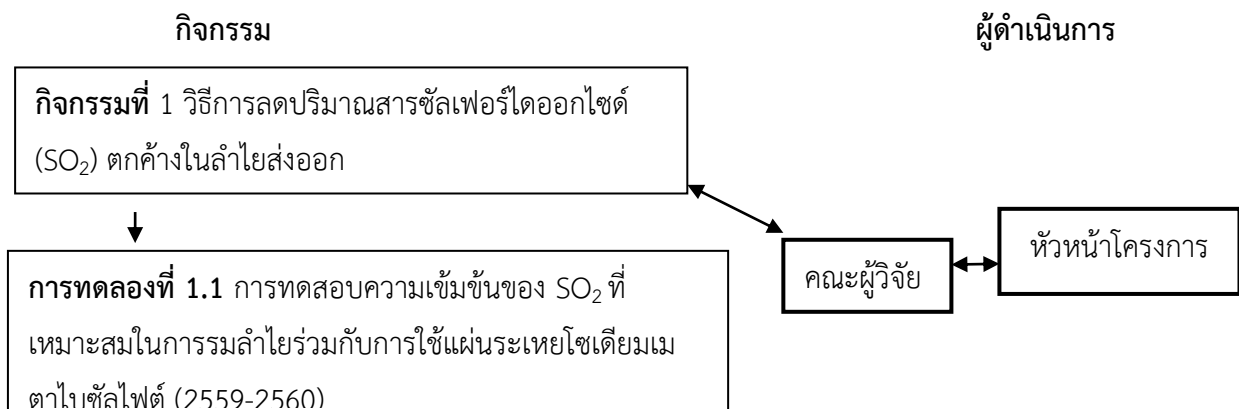 กิจกรรม ผู้ดำเนินการ
กิจกรรมที่ 1 วิธีการลดปริมาณสารซัลเฟอร์ไดออกไซด์
(SO₂) ตกค้างในลำไยส่งออก
หัวหน้าโครงการ
คณะผู้วิจัย
การทดลองที่ 1.1 การทดสอบความเข้มข้นของ SO₂ ที่
เหมาะสมในการรมลำไยร่วมกับการใช้แผ่นระเหยโซเดียมเม
ตาไบซัลไฟต์ (2559-2560)